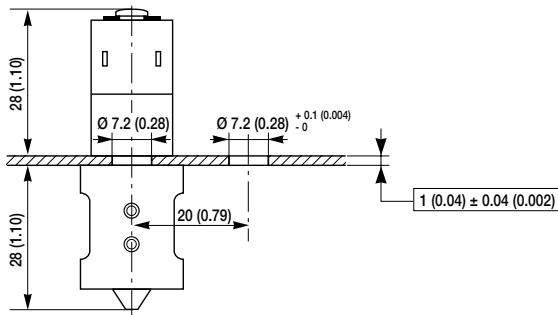 28 (1.10)
Ø 7.2 (0.28)
Ø 7.2 (0.28) + 0.1 (0.004)
- 0
28 (1.10)
20 (0.79)
1 (0.04) ± 0.04 (0.002)